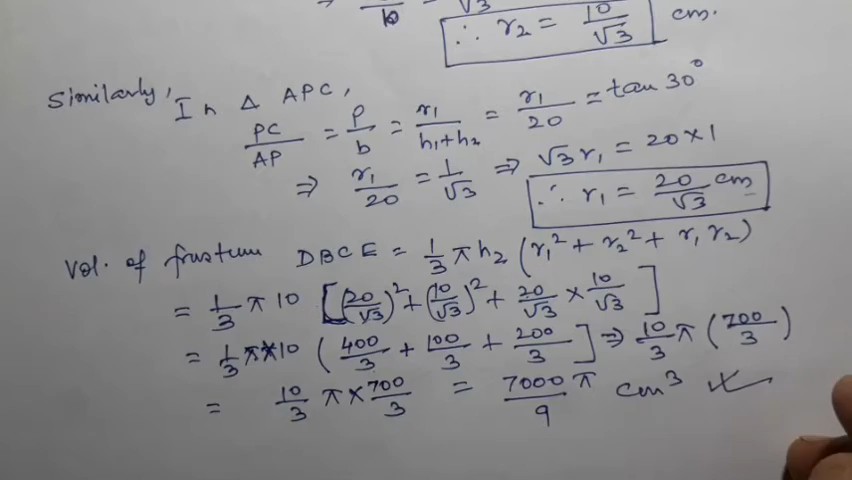 b √3
∴ r₂ = 10/√3 cm.
Similarly, In Δ APC,
PC/AP = P/b = r₁/(h₁+h₂) = r₁/20 = tan 30°
⇒ r₁/20 = 1/√3 ⇒ √3 r₁ = 20×1
∴ r₁ = 20/√3 cm
Vol. of frustum DBCE = 1/3 π h₂ (r₁² + r₂² + r₁ r₂)
= 1/3 π 10 [(20/√3)² + (10/√3)² + 20/√3 × 10/√3]
= 1/3 π×10 ( 400/3 + 100/3 + 200/3 ] ⇒ 10/3 π (700/3)
= 10/3 π × 700/3 = 7000π/9 cm³